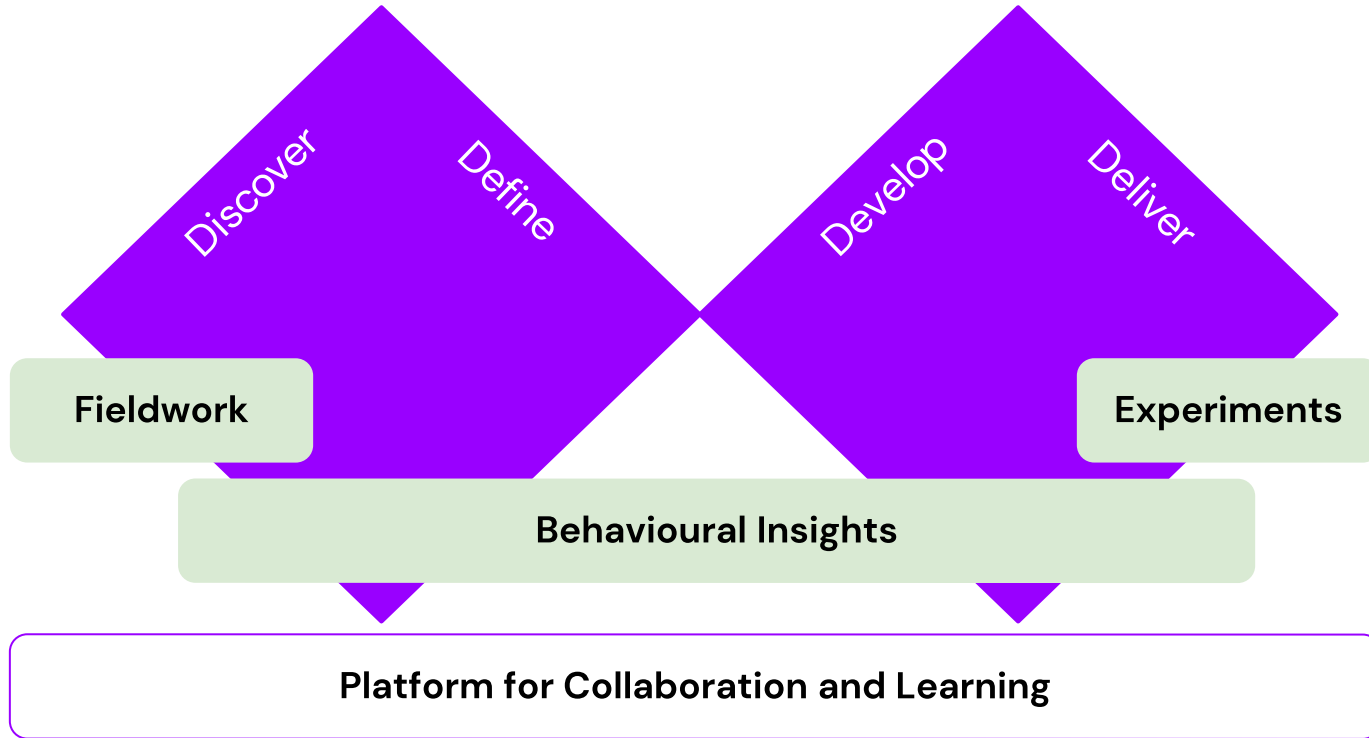 Discover
Define
Develop
Deliver
Fieldwork
Experiments
Behavioural Insights
Platform for Collaboration and Learning